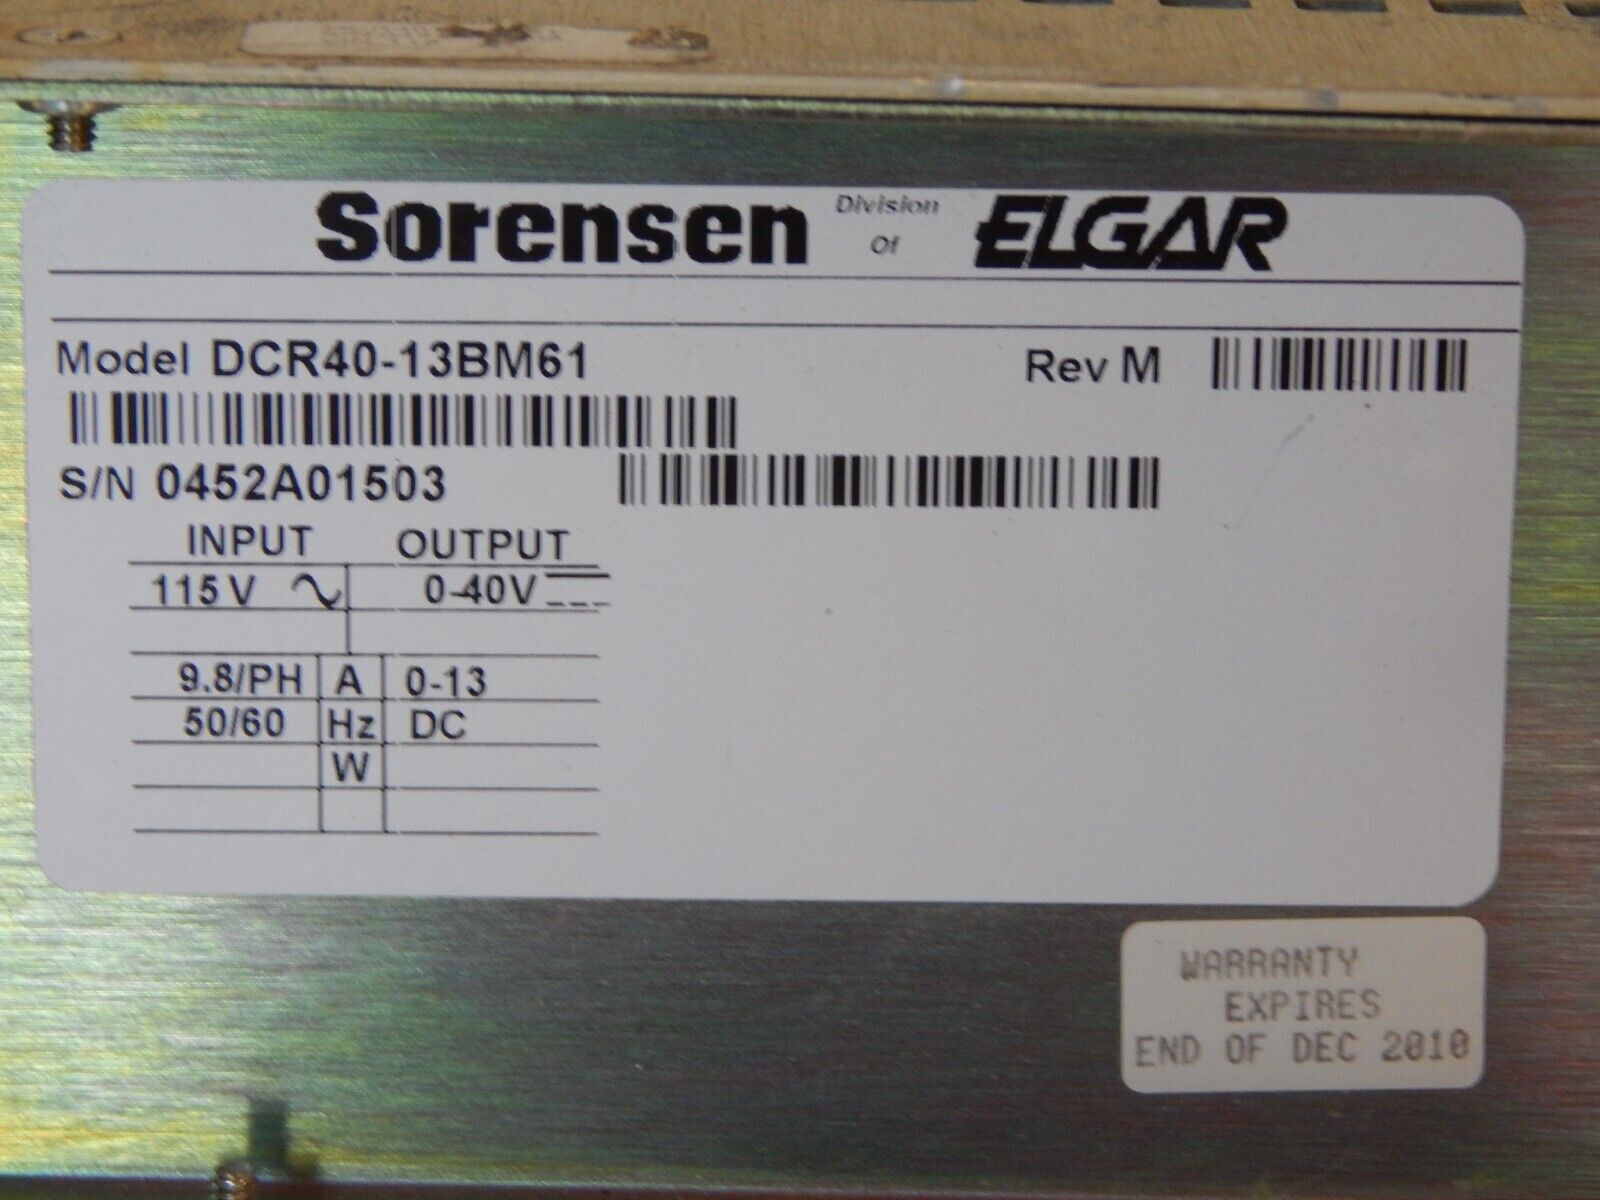 Sorensen Division Of ELGAR
Model DCR40-13BM61 Rev M
S/N 0452A01503
INPUT OUTPUT
115V 0-40V
9.8/PH A 0-13
50/60 Hz DC
W
WARRANTY
EXPIRES
END OF DEC 2010